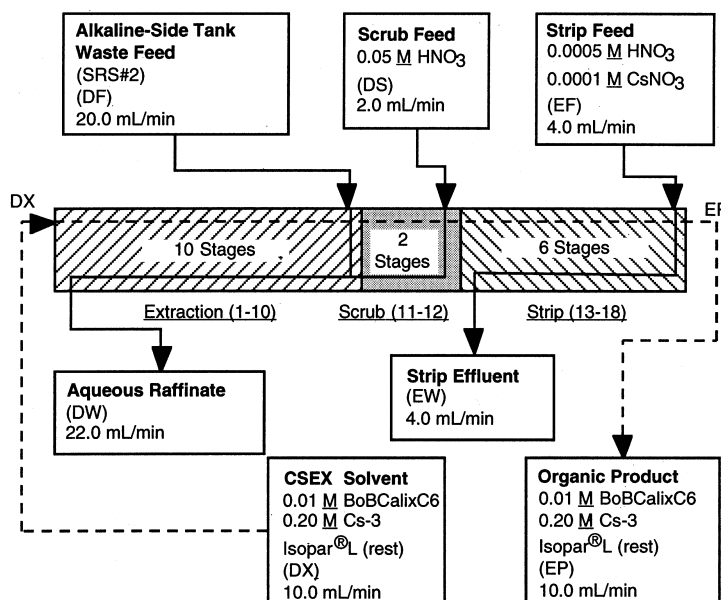 Alkaline-Side Tank
Waste Feed
(SRS#2)
(DF)
20.0 mL/min
Scrub Feed
0.05 M HNO3
(DS)
2.0 mL/min
Strip Feed
0.0005 M HNO3
0.0001 M CsNO3
(EF)
4.0 mL/min
DX
10 Stages
2
Stages
6 Stages
Extraction (1-10)
Scrub (11-12)
Strip (13-18)
Aqueous Raffinate
(DW)
22.0 mL/min
Strip Effluent
(EW)
4.0 mL/min
CSEX Solvent
0.01 M BoBCalixC6
0.20 M Cs-3
Isopar®L (rest)
(DX)
10.0 mL/min
Organic Product
0.01 M BoBCalixC6
0.20 M Cs-3
Isopar®L (rest)
(EP)
10.0 mL/min